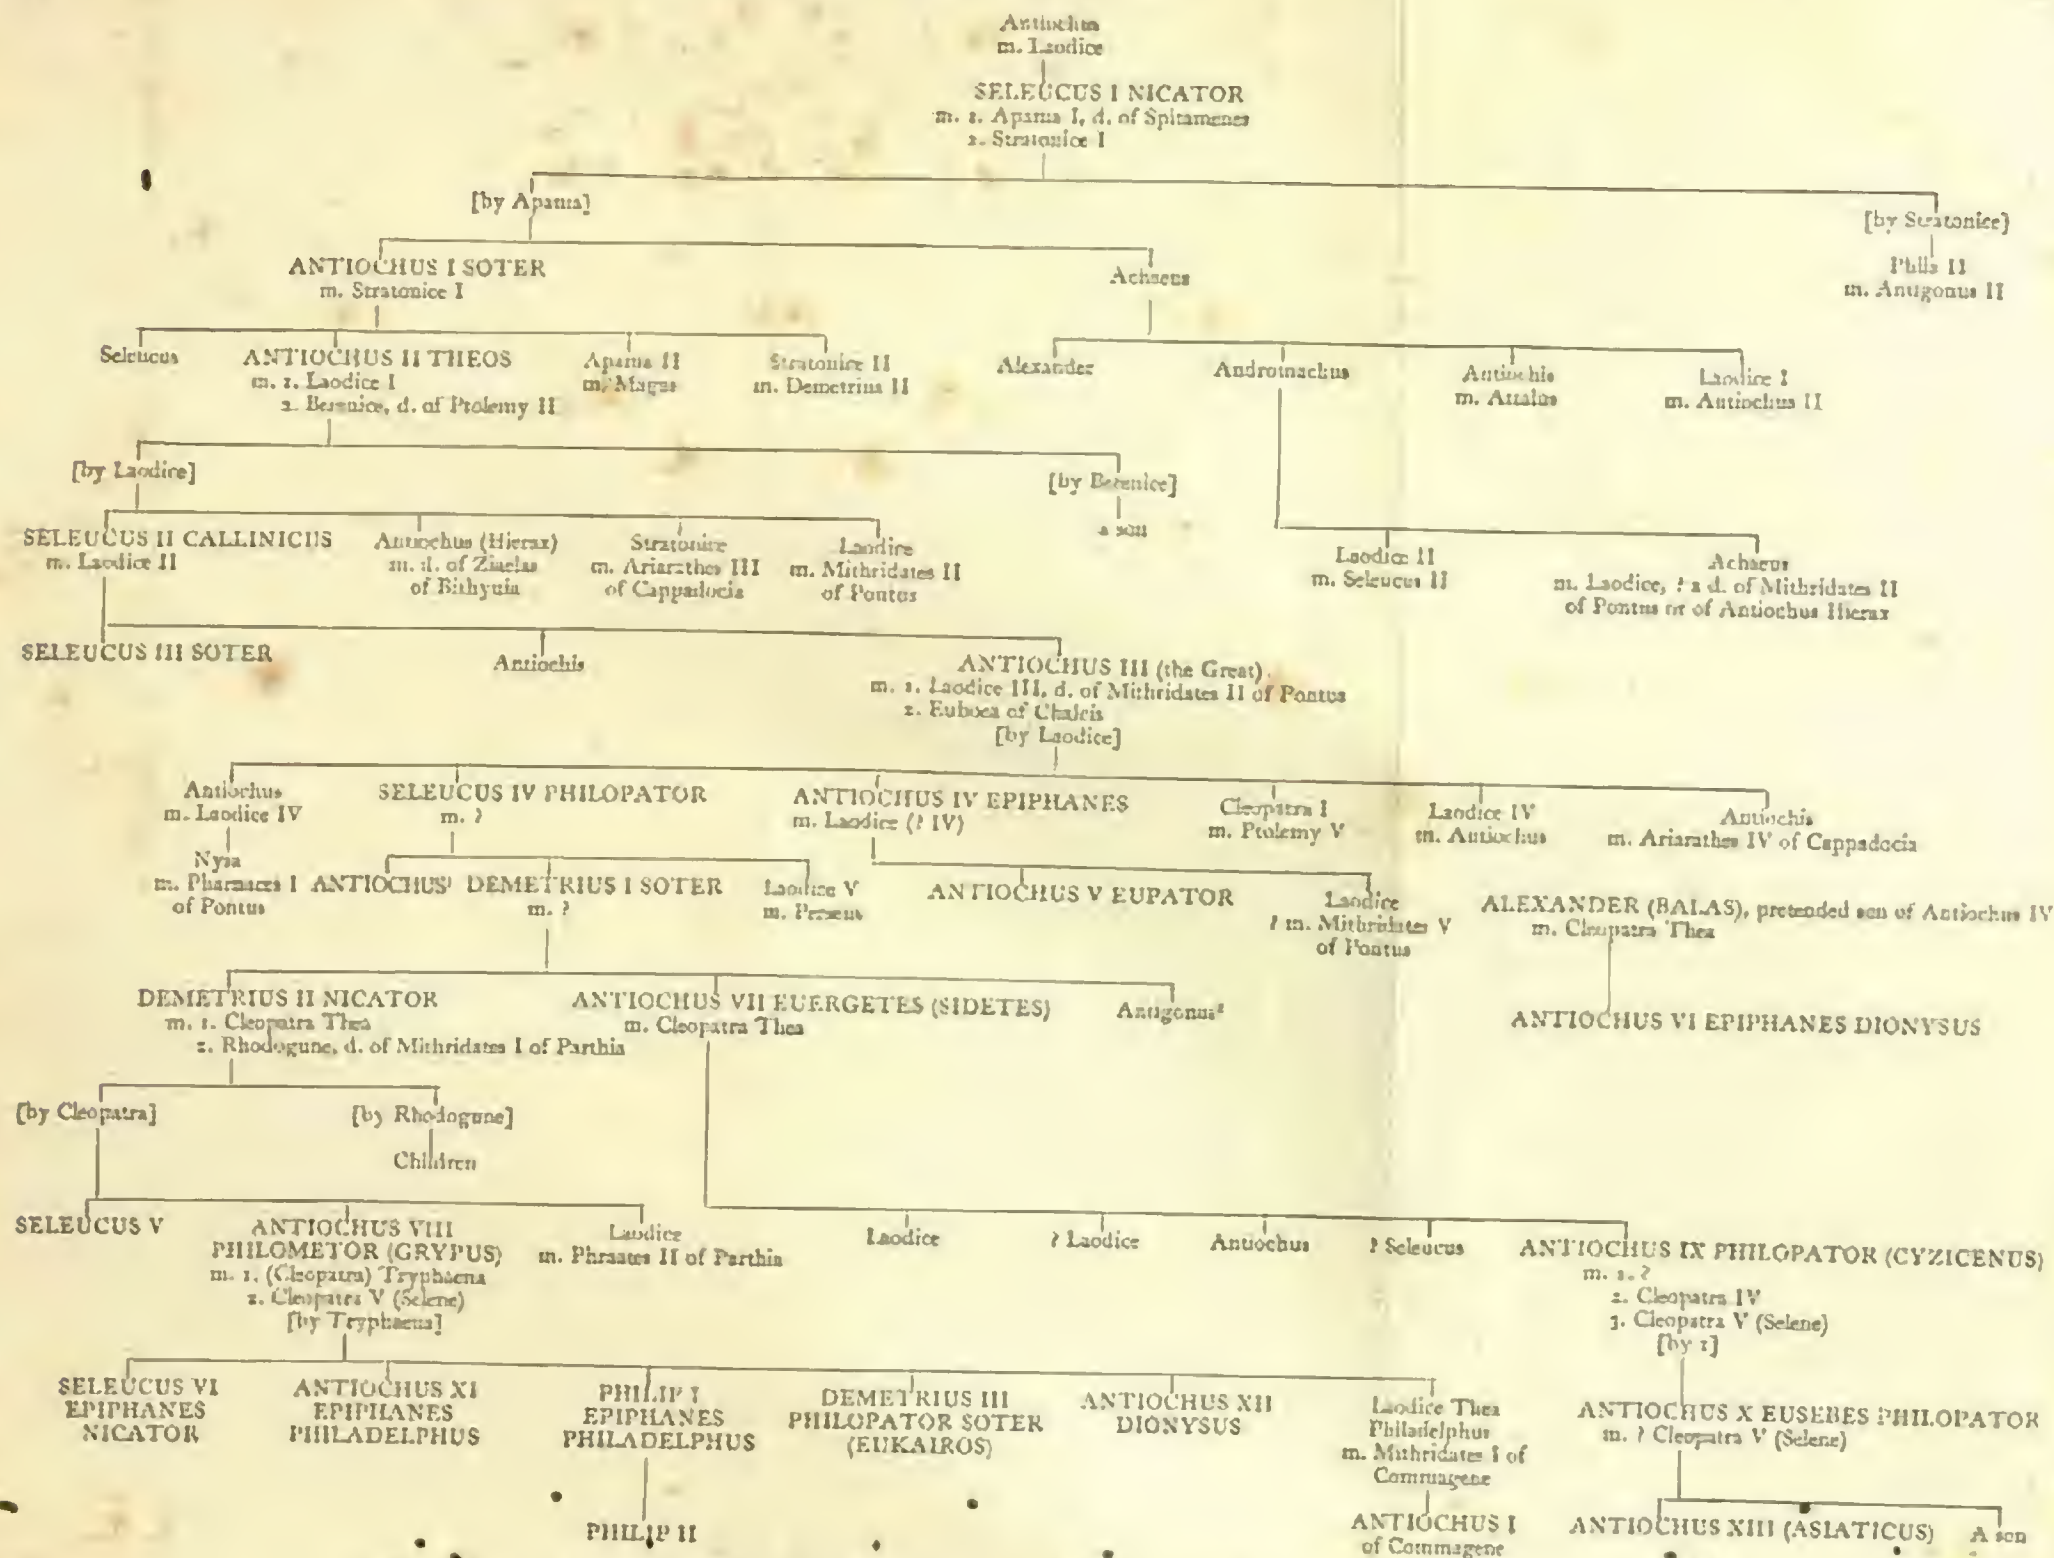 Antiochus
m. Laodice
SELEUCUS I NICATOR
m. 1. Apama I, d. of Spitamenes
2. Stratonice I
[by Apama]
[by Stratonice]
ANTIOCHUS I SOTER
m. Stratonice I
Achaeus
Phila II
m. Antigonus II
Seleucus
ANTIOCHUS II THEOS
m. 1. Laodice I
2. Berenice, d. of Ptolemy II
Apama II
m. Magas
Stratonice II
m. Demetrius II
Alexander
Andromachus
Antiochis
m. Attalus
Laodice I
m. Antiochus II
[by Laodice]
[by Berenice]
a son
SELEUCUS II CALLINICUS
m. Laodice II
Antiochus (Hierax)
m. d. of Ziaelas
of Bithynia
Stratonice
m. Ariarathes III
of Cappadocia
Laodice
m. Mithridates II
of Pontus
Laodice II
m. Seleucus II
Achaeus
m. Laodice, ? a d. of Mithridates II
of Pontus or of Antiochus Hierax
SELEUCUS III SOTER
Antiochis
ANTIOCHUS III (the Great)
m. 1. Laodice III, d. of Mithridates II of Pontus
2. Euboea of Chalcis
[by Laodice]
Antiochus
m. Laodice IV
SELEUCUS IV PHILOPATOR
m. ?
ANTIOCHUS IV EPIPHANES
m. Laodice (? IV)
Cleopatra I
m. Ptolemy V
Laodice IV
m. Antiochus
Antiochis
m. Ariarathes IV of Cappadocia
Nysa
m. Pharnaces I
of Pontus
ANTIOCHUS¹
DEMETRIUS I SOTER
m. ?
Laodice V
m. Perseus
ANTIOCHUS V EUPATOR
Laodice
? m. Mithridates V
of Pontus
ALEXANDER (BALAS), pretended son of Antiochus IV
m. Cleopatra Thea
DEMETRIUS II NICATOR
m. 1. Cleopatra Thea
2. Rhodogune, d. of Mithridates I of Parthia
ANTIOCHUS VII EUERGETES (SIDETES)
m. Cleopatra Thea
Antigonus²
ANTIOCHUS VI EPIPHANES DIONYSUS
[by Cleopatra]
[by Rhodogune]
Children
SELEUCUS V
ANTIOCHUS VIII
PHILOMETOR (GRYPUS)
m. 1. (Cleopatra) Tryphaena
2. Cleopatra V (Selene)
[by Tryphaena]
Laodice
m. Phraates II of Parthia
Laodice
? Laodice
Antiochus
? Seleucus
ANTIOCHUS IX PHILOPATOR (CYZICENUS)
m. 1. ?
2. Cleopatra IV
3. Cleopatra V (Selene)
[by 1]
SELEUCUS VI
EPIPHANES
NICATOR
ANTIOCHUS XI
EPIPHANES
PHILADELPHUS
PHILIP I
EPIPHANES
PHILADELPHUS
DEMETRIUS III
PHILOPATOR SOTER
(EUKAIROS)
ANTIOCHUS XII
DIONYSUS
Laodice Thea
Philadelphus
m. Mithridates I of
Commagene
ANTIOCHUS X EUSEBES PHILOPATOR
m. ? Cleopatra V (Selene)
PHILIP II
ANTIOCHUS I
of Commagene
ANTIOCHUS XIII (ASIATICUS)
A son